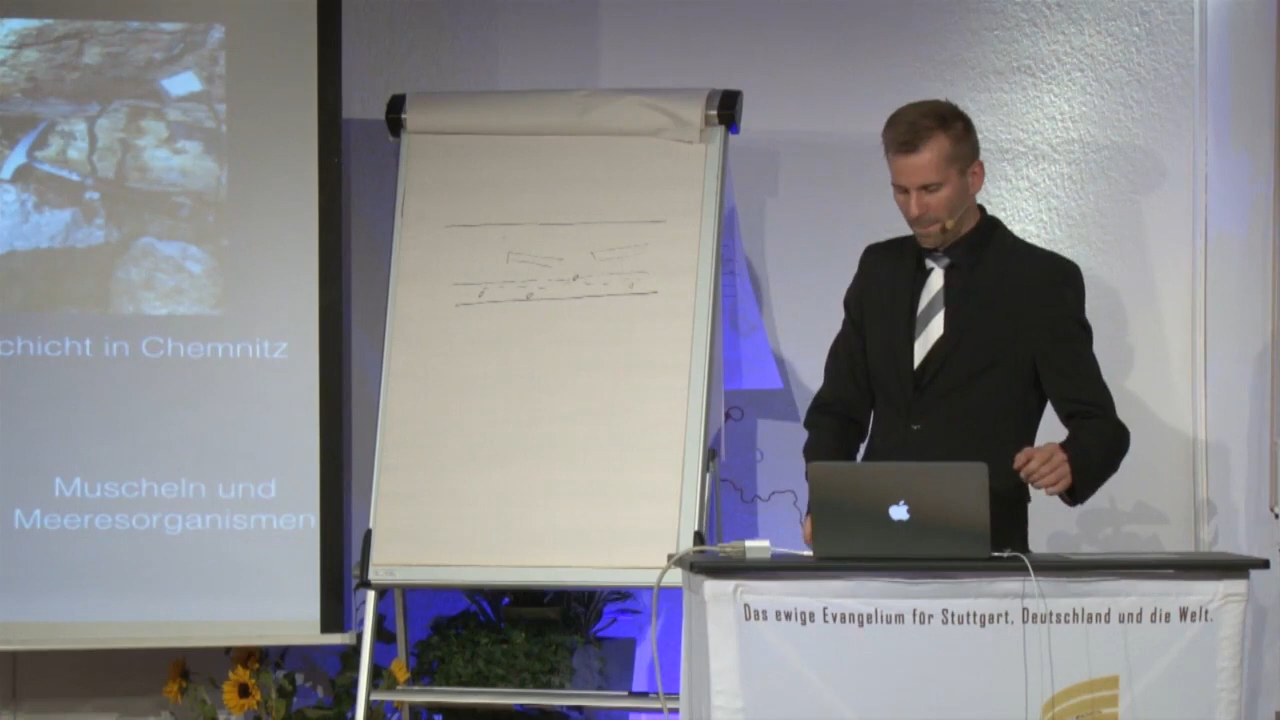 chicht in Chemnitz
Muscheln und
Meeresorganismen
Das ewige Evangelium für Stuttgart, Deutschland und die Welt.